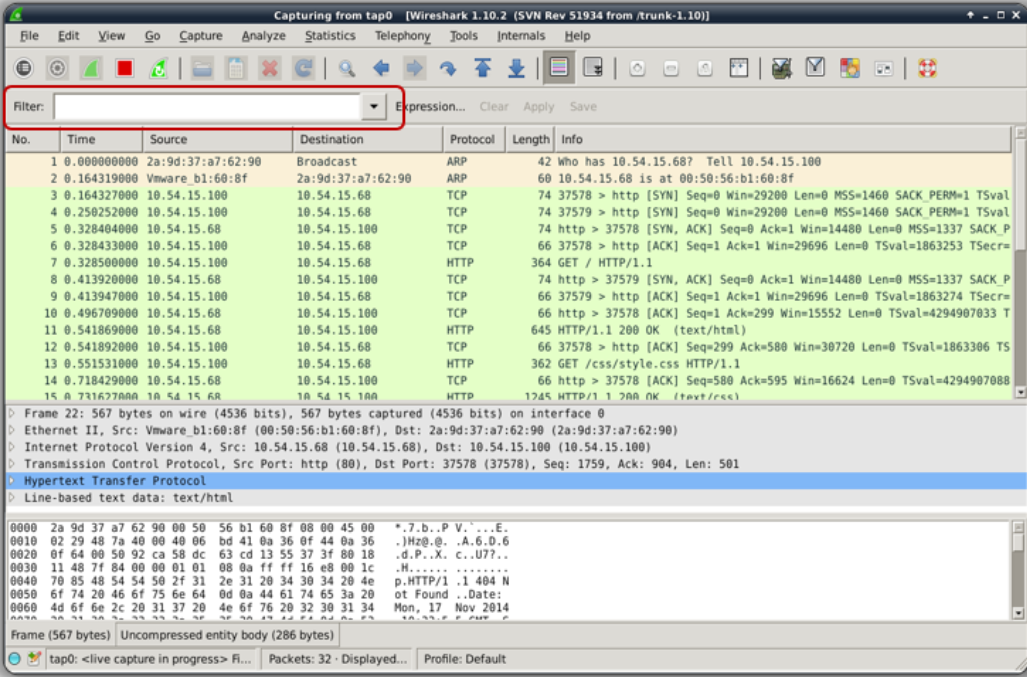 Capturing from tap0 [Wireshark 1.10.2 (SVN Rev 51934 from /trunk-1.10)]
File Edit View Go Capture Analyze Statistics Telephony Tools Internals Help
Filter: Expression... Clear Apply Save
No. Time Source Destination Protocol Length Info
1 0.000000000 2a:9d:37:a7:62:90 Broadcast ARP 42 Who has 10.54.15.68? Tell 10.54.15.100
2 0.164319000 Vmware_b1:60:8f 2a:9d:37:a7:62:90 ARP 60 10.54.15.68 is at 00:50:56:b1:60:8f
3 0.164327000 10.54.15.100 10.54.15.68 TCP 74 37578 > http [SYN] Seq=0 Win=29200 Len=0 MSS=1460 SACK_PERM=1 TSval
4 0.250252000 10.54.15.100 10.54.15.68 TCP 74 37579 > http [SYN] Seq=0 Win=29200 Len=0 MSS=1460 SACK_PERM=1 TSval
5 0.328404000 10.54.15.68 10.54.15.100 TCP 74 http > 37578 [SYN, ACK] Seq=0 Ack=1 Win=14480 Len=0 MSS=1337 SACK_P
6 0.328433000 10.54.15.100 10.54.15.68 TCP 66 37578 > http [ACK] Seq=1 Ack=1 Win=29696 Len=0 TSval=1863253 TSecr=
7 0.328500000 10.54.15.100 10.54.15.68 HTTP 364 GET / HTTP/1.1
8 0.413920000 10.54.15.68 10.54.15.100 TCP 74 http > 37579 [SYN, ACK] Seq=0 Ack=1 Win=14480 Len=0 MSS=1337 SACK_P
9 0.413947000 10.54.15.100 10.54.15.68 TCP 66 37579 > http [ACK] Seq=1 Ack=1 Win=29696 Len=0 TSval=1863274 TSecr=
10 0.496709000 10.54.15.68 10.54.15.100 TCP 66 http > 37578 [ACK] Seq=1 Ack=299 Win=15552 Len=0 TSval=4294907033 T
11 0.541869000 10.54.15.68 10.54.15.100 HTTP 645 HTTP/1.1 200 OK (text/html)
12 0.541892000 10.54.15.100 10.54.15.68 TCP 66 37578 > http [ACK] Seq=299 Ack=580 Win=30720 Len=0 TSval=1863306 TS
13 0.551531000 10.54.15.100 10.54.15.68 HTTP 362 GET /css/style.css HTTP/1.1
14 0.718429000 10.54.15.68 10.54.15.100 TCP 66 http > 37578 [ACK] Seq=580 Ack=595 Win=16624 Len=0 TSval=4294907088
15 0.731627000 10.54.15.68 10.54.15.100 HTTP 1245 HTTP/1.1 200 OK (text/css)
Frame 22: 567 bytes on wire (4536 bits), 567 bytes captured (4536 bits) on interface 0
Ethernet II, Src: Vmware_b1:60:8f (00:50:56:b1:60:8f), Dst: 2a:9d:37:a7:62:90 (2a:9d:37:a7:62:90)
Internet Protocol Version 4, Src: 10.54.15.68 (10.54.15.68), Dst: 10.54.15.100 (10.54.15.100)
Transmission Control Protocol, Src Port: http (80), Dst Port: 37578 (37578), Seq: 1759, Ack: 904, Len: 501
Hypertext Transfer Protocol
Line-based text data: text/html
0000 2a 9d 37 a7 62 90 00 50 56 b1 60 8f 08 00 45 00 *.7.b..P V.`...E.
0010 02 29 48 7a 40 00 40 06 bd 41 0a 36 0f 44 0a 36 .)Hz@.@. .A.6.D.6
0020 0f 64 00 50 92 ca 58 dc 63 cd 13 55 37 3f 80 18 .d.P..X. c..U7?..
0030 11 48 7f 84 00 00 01 01 08 0a ff ff 16 e8 00 1c .H...... ........
0040 70 85 48 54 54 50 2f 31 2e 31 20 34 30 34 20 4e p.HTTP/1 .1 404 N
0050 6f 74 20 46 6f 75 6e 64 0d 0a 44 61 74 65 3a 20 ot Found ..Date:
0060 4d 6f 6e 2c 20 31 37 20 4e 6f 76 20 32 30 31 34 Mon, 17 Nov 2014
Frame (567 bytes) Uncompressed entity body (286 bytes)
tap0: <live capture in progress> Fi... Packets: 32 · Displayed... Profile: Default